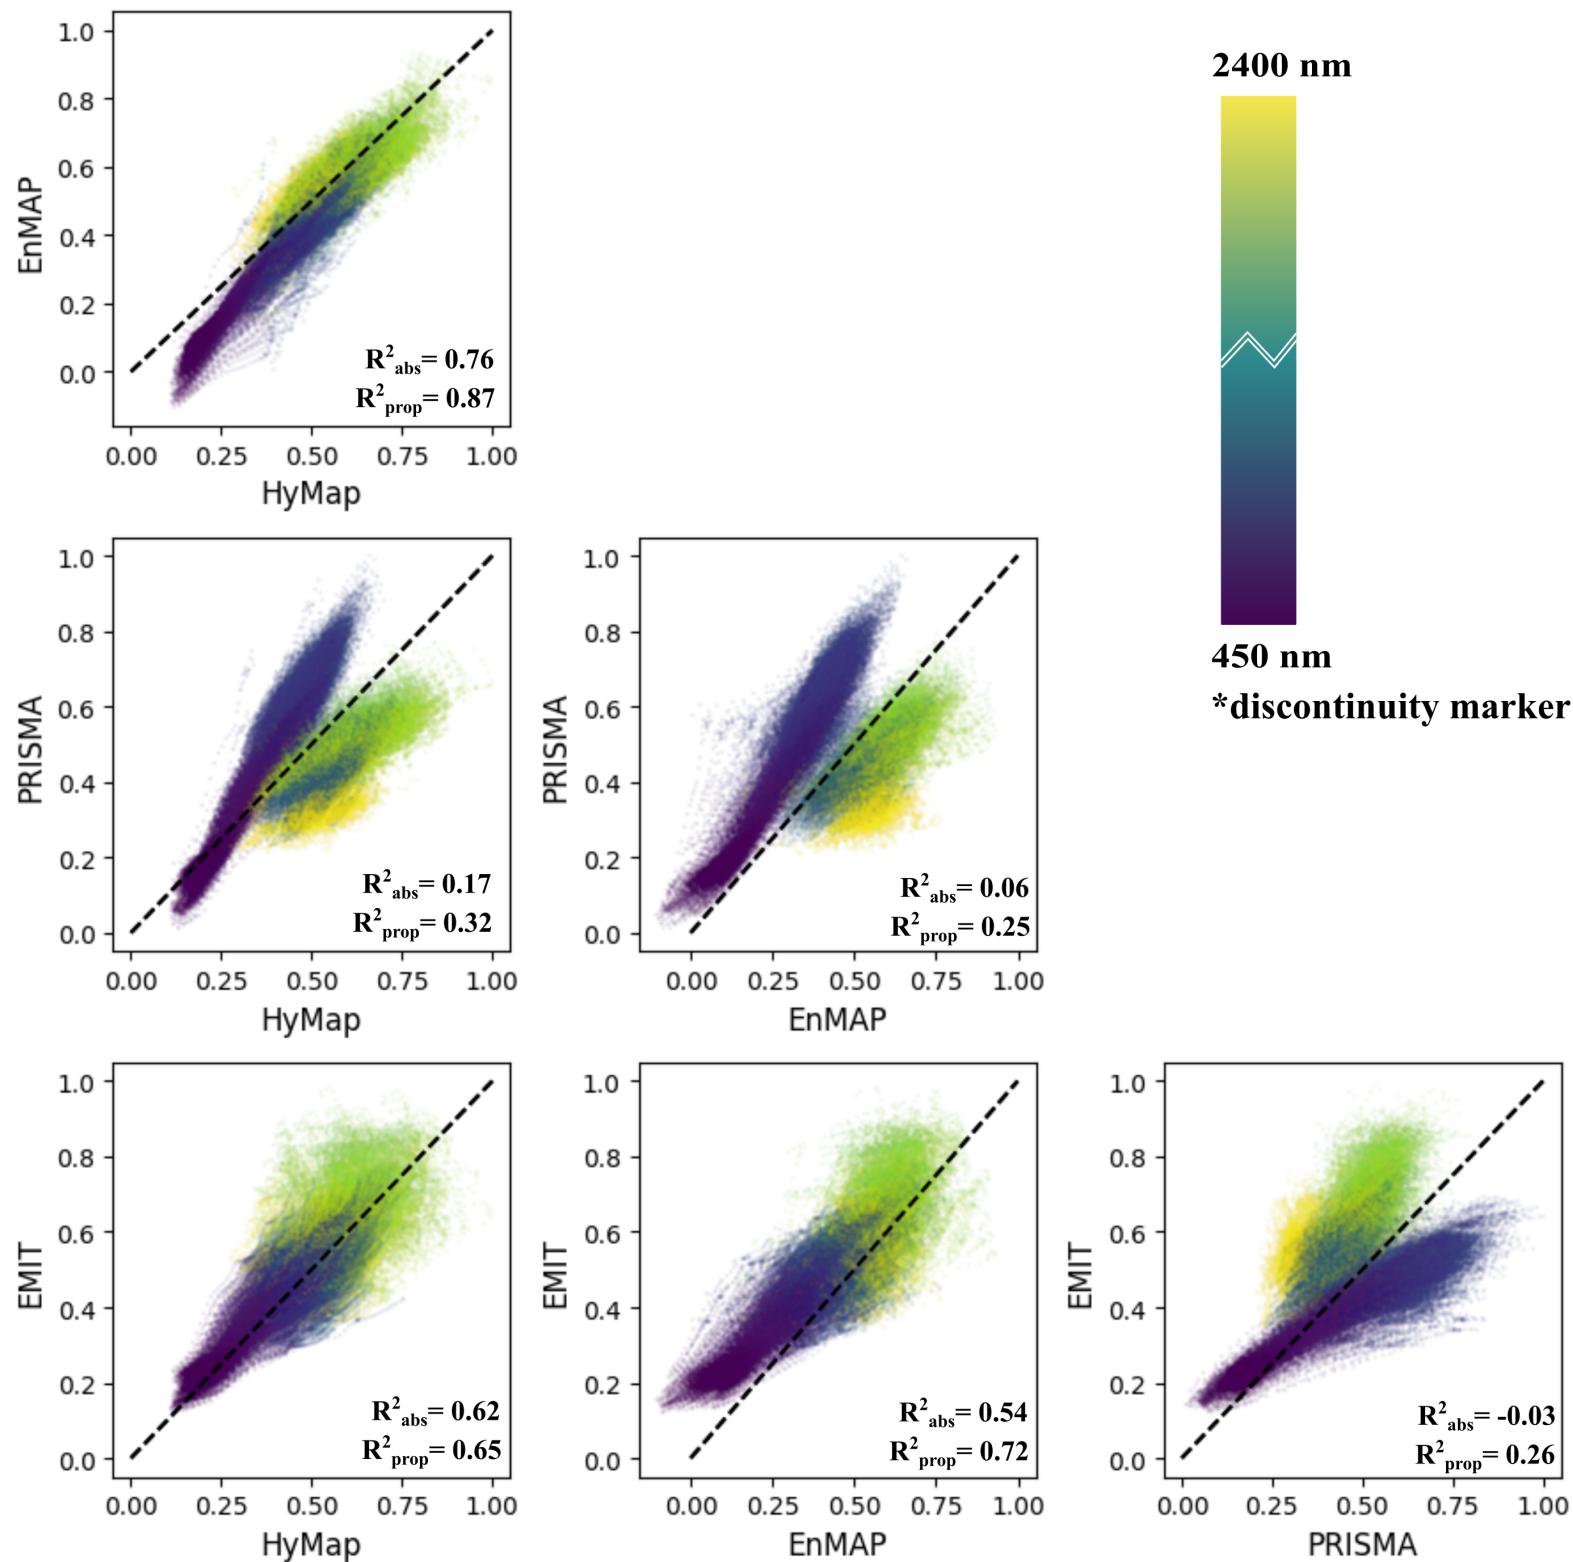 1.0
0.8
0.6
0.4
0.2
0.0
EnMAP
R²abs= 0.76
R²prop= 0.87
0.00 0.25 0.50 0.75 1.00
HyMap
2400 nm
450 nm
*discontinuity marker
1.0
0.8
0.6
0.4
0.2
0.0
PRISMA
R²abs= 0.17
R²prop= 0.32
0.00 0.25 0.50 0.75 1.00
HyMap
1.0
0.8
0.6
0.4
0.2
0.0
PRISMA
R²abs= 0.06
R²prop= 0.25
0.00 0.25 0.50 0.75 1.00
EnMAP
1.0
0.8
0.6
0.4
0.2
0.0
EMIT
R²abs= 0.62
R²prop= 0.65
0.00 0.25 0.50 0.75 1.00
HyMap
1.0
0.8
0.6
0.4
0.2
0.0
EMIT
R²abs= 0.54
R²prop= 0.72
0.00 0.25 0.50 0.75 1.00
EnMAP
1.0
0.8
0.6
0.4
0.2
0.0
EMIT
R²abs= -0.03
R²prop= 0.26
0.00 0.25 0.50 0.75 1.00
PRISMA